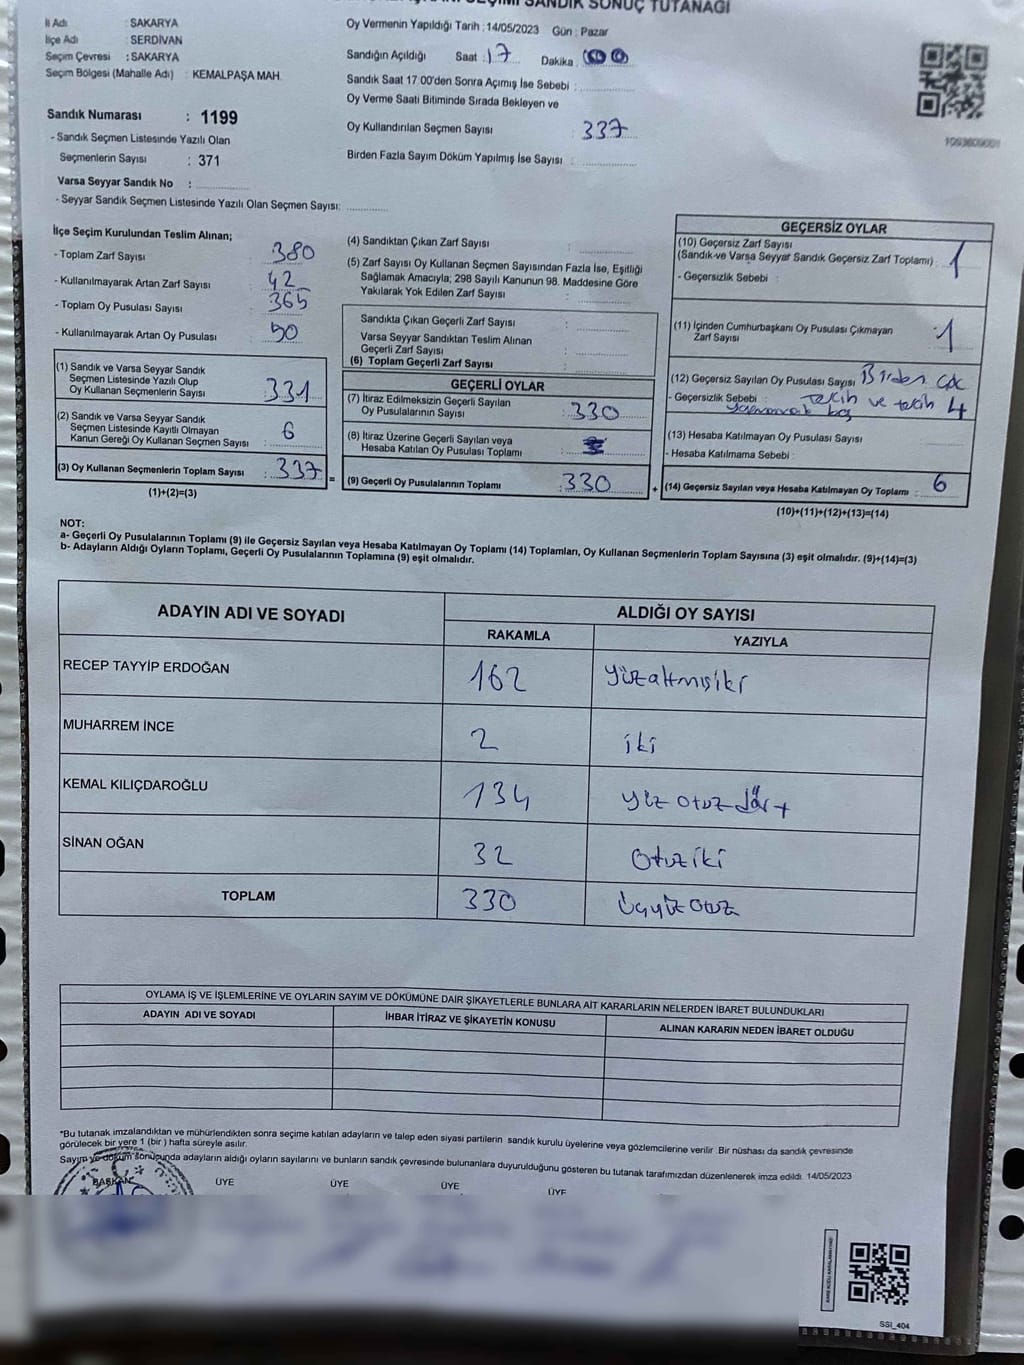 SEÇİMİ SANDIK SONUÇ TUTANAĞI
İl Adı : SAKARYA
İlçe Adı : SERDİVAN
Seçim Çevresi : SAKARYA
Seçim Bölgesi (Mahalle Adı) : KEMALPAŞA MAH.
Sandık Numarası : 1199
- Sandık Seçmen Listesinde Yazılı Olan
Seçmenlerin Sayısı : 371
Varsa Seyyar Sandık No :
- Seyyar Sandık Seçmen Listesinde Yazılı Olan Seçmen Sayısı:
Oy Vermenin Yapıldığı Tarih : 14/05/2023 Gün : Pazar
Sandığın Açıldığı Saat : 17 Dakika :
Sandık Saat 17:00'den Sonra Açımış İse Sebebi :
Oy Verme Saati Bitiminde Sırada Bekleyen ve
Oy Kullandırılan Seçmen Sayısı : 337
Birden Fazla Sayım Döküm Yapılmış İse Sayısı :
İlçe Seçim Kurulundan Teslim Alınan;
- Toplam Zarf Sayısı : 380
- Kullanılmayarak Artan Zarf Sayısı : 42
- Toplam Oy Pusulası Sayısı :
- Kullanılmayarak Artan Oy Pusulası : 50
(1) Sandık ve Varsa Seyyar Sandık
Seçmen Listesinde Yazılı Olup
Oy Kullanan Seçmenlerin Sayısı : 331
(2) Sandık ve Varsa Seyyar Sandık
Seçmen Listesinde Kayıtlı Olmayan
Kanun Gereği Oy Kullanan Seçmen Sayısı : 6
(3) Oy Kullanan Seçmenlerin Toplam Sayısı : 337
(1)+(2)=(3)
(4) Sandıktan Çıkan Zarf Sayısı :
(5) Zarf Sayısı Oy Kullanan Seçmen Sayısından Fazla İse, Eşitliği
Sağlamak Amacıyla; 298 Sayılı Kanunun 98. Maddesine Göre
Yakılarak Yok Edilen Zarf Sayısı :
Sandıkta Çıkan Geçerli Zarf Sayısı :
Varsa Seyyar Sandıktan Teslim Alınan
Geçerli Zarf Sayısı :
(6) Toplam Geçerli Zarf Sayısı :
GEÇERLİ OYLAR
(7) İtiraz Edilmeksizin Geçerli Sayılan
Oy Pusulalarının Sayısı : 330
(8) İtiraz Üzerine Geçerli Sayılan veya
Hesaba Katılan Oy Pusulası Toplamı :
(9) Geçerli Oy Pusulalarının Toplamı : 330
GEÇERSİZ OYLAR
(10) Geçersiz Zarf Sayısı
(Sandık ve Varsa Seyyar Sandık Geçersiz Zarf Toplamı) : 1
- Geçersizlik Sebebi :
(11) İçinden Cumhurbaşkanı Oy Pusulası Çıkmayan
Zarf Sayısı : 1
(12) Geçersiz Sayılan Oy Pusulası Sayısı : Birden çok
- Geçersizlik Sebebi : tercih ve tercih 4
boş
(13) Hesaba Katılmayan Oy Pusulası Sayısı
- Hesaba Katılmama Sebebi :
(14) Geçersiz Sayılan veya Hesaba Katılmayan Oy Toplamı : 6
(10)+(11)+(12)+(13)=(14)
NOT:
a- Geçerli Oy Pusulalarının Toplamı (9) ile Geçersiz Sayılan veya Hesaba Katılmayan Oy Toplamı (14) Toplamları, Oy Kullanan Seçmenlerin Toplam Sayısına (3) eşit olmalıdır. (9)+(14)=(3)
b- Adayların Aldığı Oyların Toplamı, Geçerli Oy Pusulalarının Toplamına (9) eşit olmalıdır.
ADAYIN ADI VE SOYADI ALDIĞI OY SAYISI
RAKAMLA YAZIYLA
RECEP TAYYİP ERDOĞAN 162 yüzaltmışiki
MUHARREM İNCE 2 iki
KEMAL KILIÇDAROĞLU 134 yüz otuz dört
SİNAN OĞAN 32 otuziki
TOPLAM 330 üçyüz otuz
OYLAMA İŞ VE İŞLEMLERİNE VE OYLARIN SAYIM VE DÖKÜMÜNE DAİR ŞİKAYETLERLE BUNLARA AİT KARARLARIN NELERDEN İBARET BULUNDUKLARI
ADAYIN ADI VE SOYADI İHBAR İTİRAZ VE ŞİKAYETİN KONUSU ALINAN KARARIN NEDEN İBARET OLDUĞU
*Bu tutanak imzalandıktan ve mühürlendikten sonra seçime katılan adayların ve talep eden siyasi partilerin sandık kurulu üyelerine veya gözlemcilerine verilir. Bir nüshası da sandık çevresinde
görülecek bir yere 1 (bir) hafta süreyle asılır.
Sayım ve döküm sonucunda adayların aldığı oyların sayılarını ve bunların sandık çevresinde bulunanlara duyurulduğunu gösteren bu tutanak tarafımızdan düzenlenerek imza edildi. 14/05/2023
BAŞKAN ÜYE ÜYE ÜYE ÜYE
SSI_404